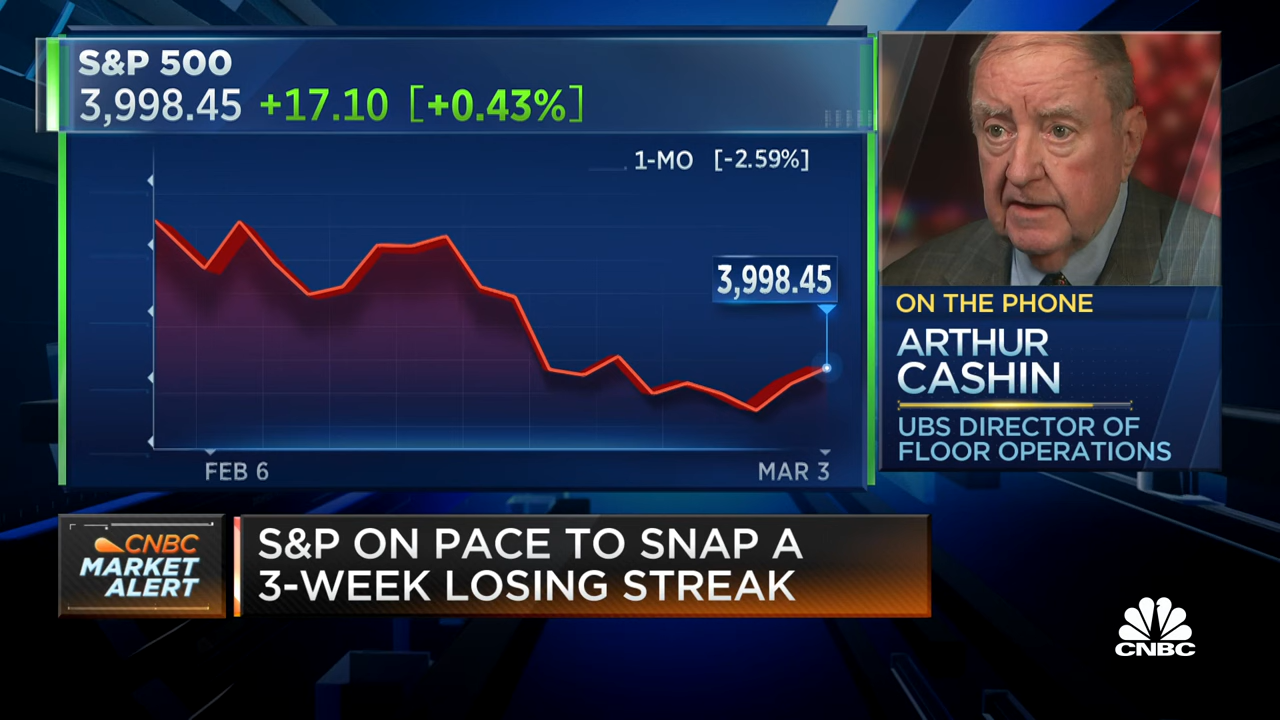 S&P 500
3,998.45 +17.10 [+0.43%]
1-MO [-2.59%]
3,998.45
FEB 6
MAR 3
ON THE PHONE
ARTHUR
CASHIN
UBS DIRECTOR OF
FLOOR OPERATIONS
CNBC
MARKET
ALERT
S&P ON PACE TO SNAP A
3-WEEK LOSING STREAK
CNBC